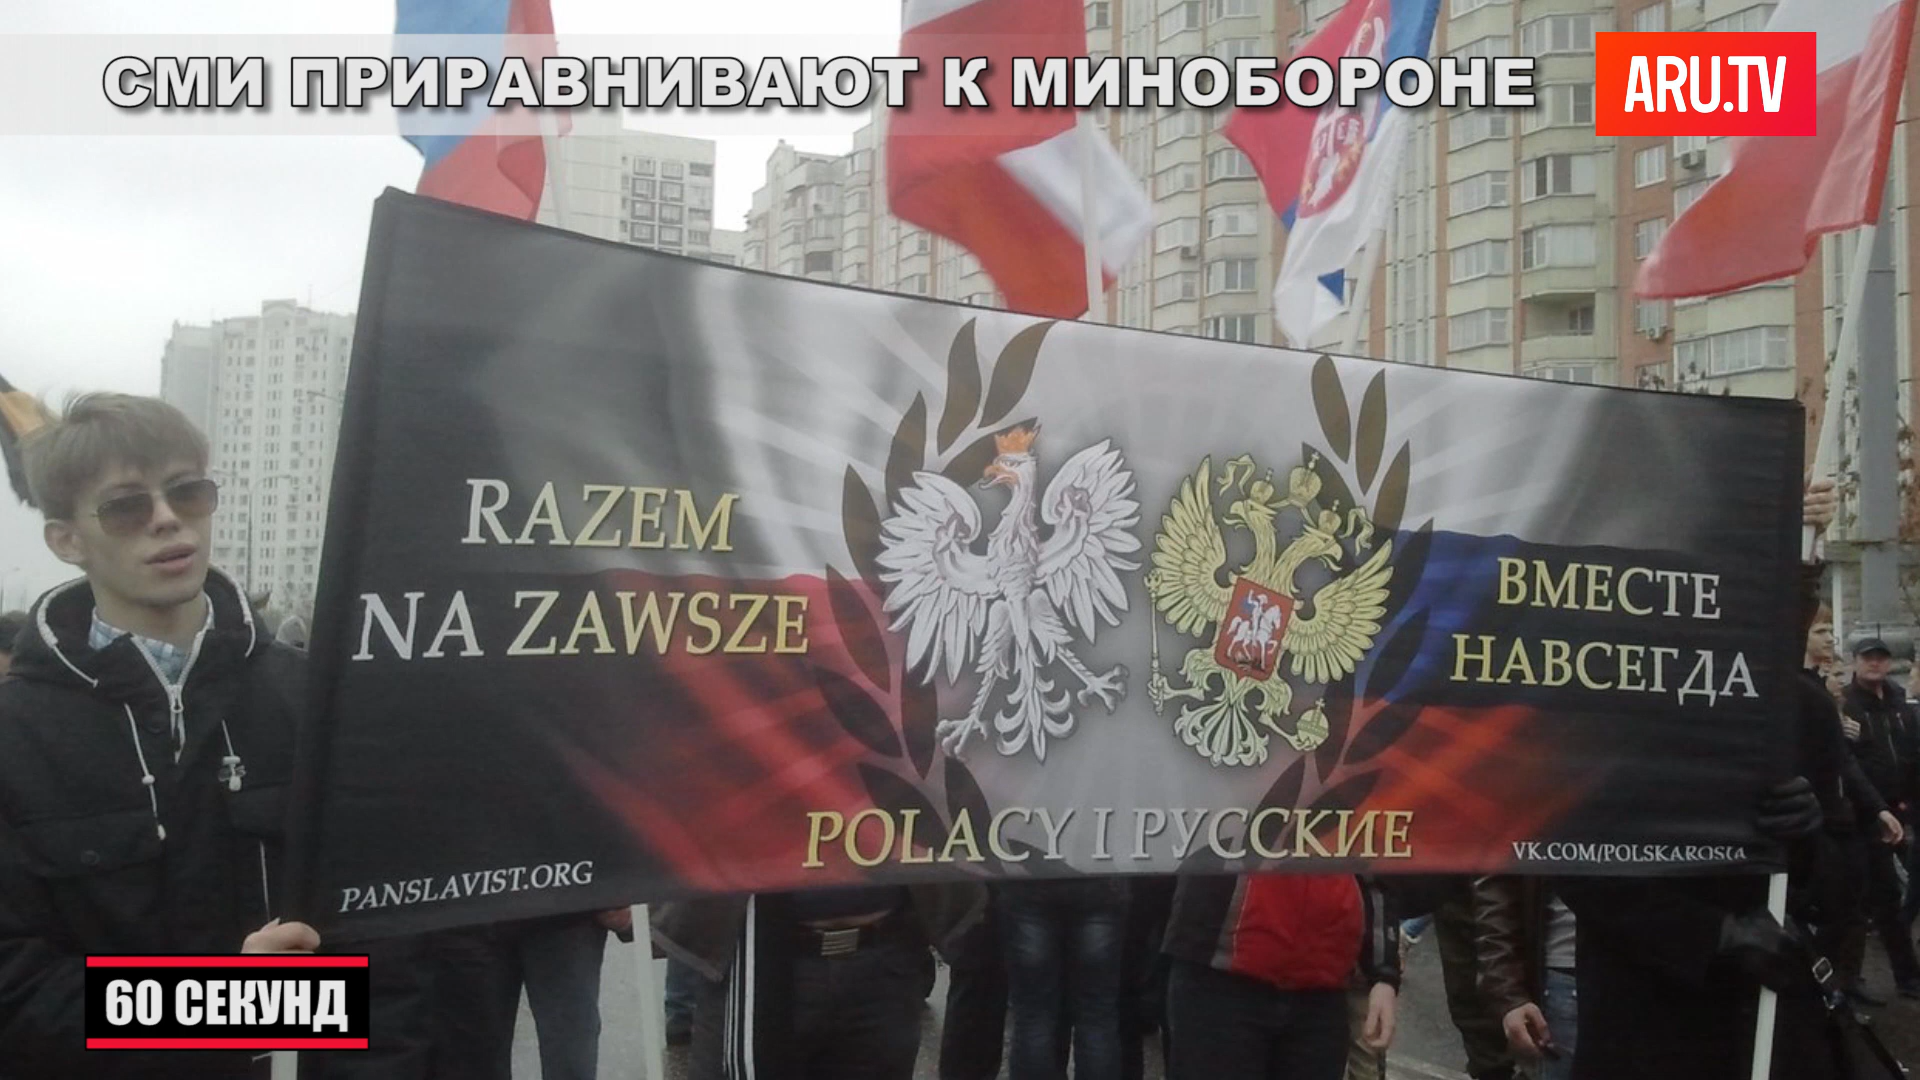 СМИ ПРИРАВНИВАЮТ К МИНОБОРОНЕ
ARU.TV
RAZEM
NA ZAWSZE
ВМЕСТЕ
НАВСЕГДА
POLACY I РУССКИЕ
PANSLAVIST.ORG
VK.COM/POLSKAROSIA
60 СЕКУНД